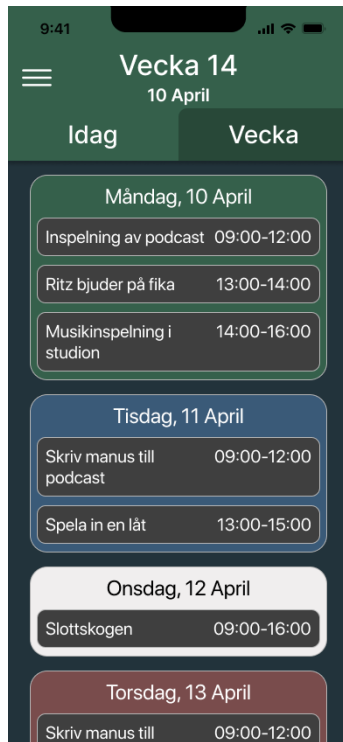 9:41
Vecka 14
10 April
Idag
Vecka
Måndag, 10 April
Inspelning av podcast 09:00-12:00
Ritz bjuder på fika 13:00-14:00
Musikinspelning i 14:00-16:00
studion
Tisdag, 11 April
Skriv manus till 09:00-12:00
podcast
Spela in en låt 13:00-15:00
Onsdag, 12 April
Slottskogen 09:00-16:00
Torsdag, 13 April
Skriv manus till 09:00-12:00